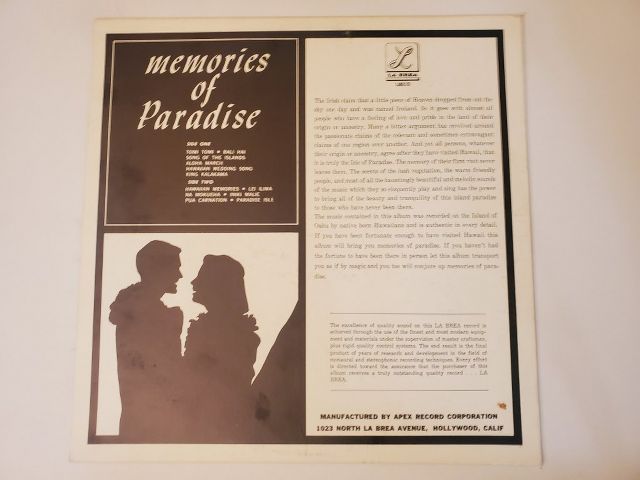 memories
of
Paradise
SIDE ONE
TOMI TOMI • BALI HAI
SONG OF THE ISLANDS
ALOHA MARCH
HAWAIIAN WEDDING SONG
KING KALAKAWA
SIDE TWO
HAWAIIAN MEMORIES • LEI ILIMA
NA MOKUEHA • INIKI MALIE
PUA CARNATION • PARADISE ISLE
LA BREA
The Irish claim that a little piece of Heaven dropped from out the
sky one day and was named Ireland. So it goes with almost all
people who have a feeling of love and pride in the land of their
origin or ancestry. Many a bitter argument has revolved around
the passionate claims of the relevant and sometimes extravagant
claims of one region over another. And yet all persons, whatever
their origin or ancestry, agree after they have visited Hawaii, that
it is truly the Isle of Paradise. The memory of their first visit never
leaves them. The scents of the lush vegetation, the warm friendly
people, and most of all the hauntingly beautiful and melodic sounds
of the music which they so eloquently play and sing has the power
to bring all of the beauty and tranquility of this island paradise
to those who have never been there.
The music contained in this album was recorded on the Island of
Oahu by native born Hawaiians and is authentic in every detail.
If you have been fortunate enough to have visited Hawaii this
album will bring you memories of paradise. If you haven't had
the fortune to have been there in person let this album transport
you as if by magic and you too will conjure up memories of para-
dise.
The excellence of quality sound on this LA BREA record is
achieved through the use of the finest and most modern equip-
ment and materials under the supervision of master craftsmen,
plus rigid quality control systems. The end result is the final
product of years of research and development in the field of
monaural and stereophonic recording techniques. Every effort
is directed toward the assurance that the purchaser of this
album receives a truly outstanding quality record . . . LA
BREA.
MANUFACTURED BY APEX RECORD CORPORATION
1023 NORTH LA BREA AVENUE, HOLLYWOOD, CALIF